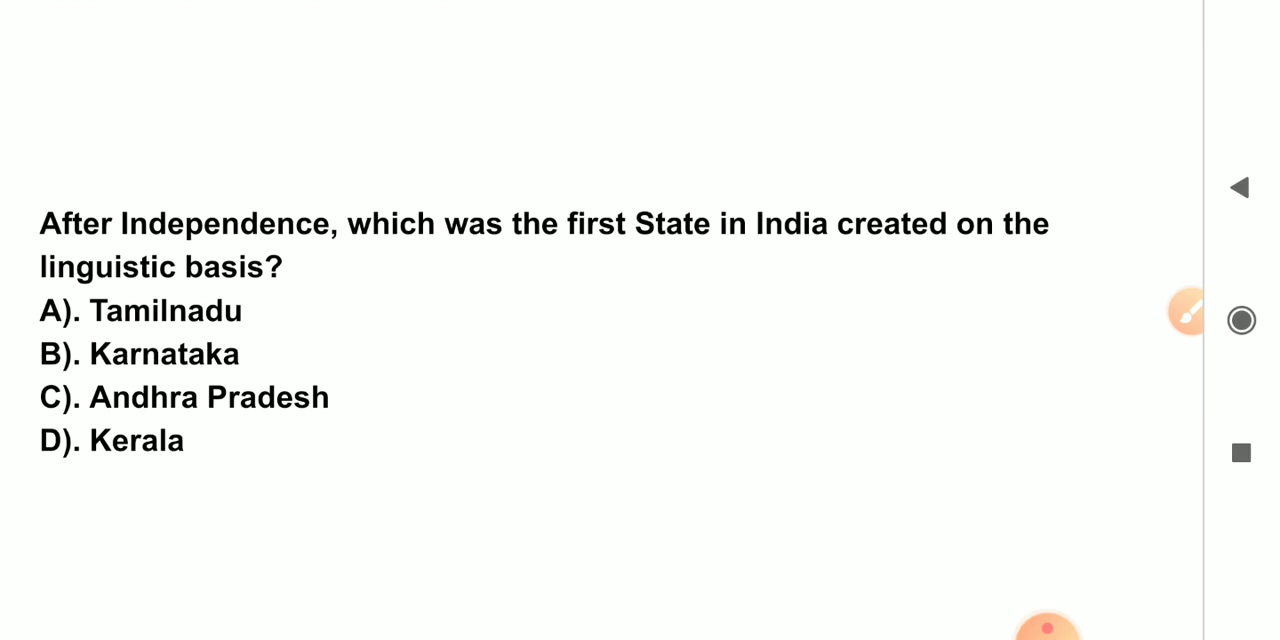 After Independence, which was the first State in India created on the
linguistic basis?
A). Tamilnadu
B). Karnataka
C). Andhra Pradesh
D). Kerala